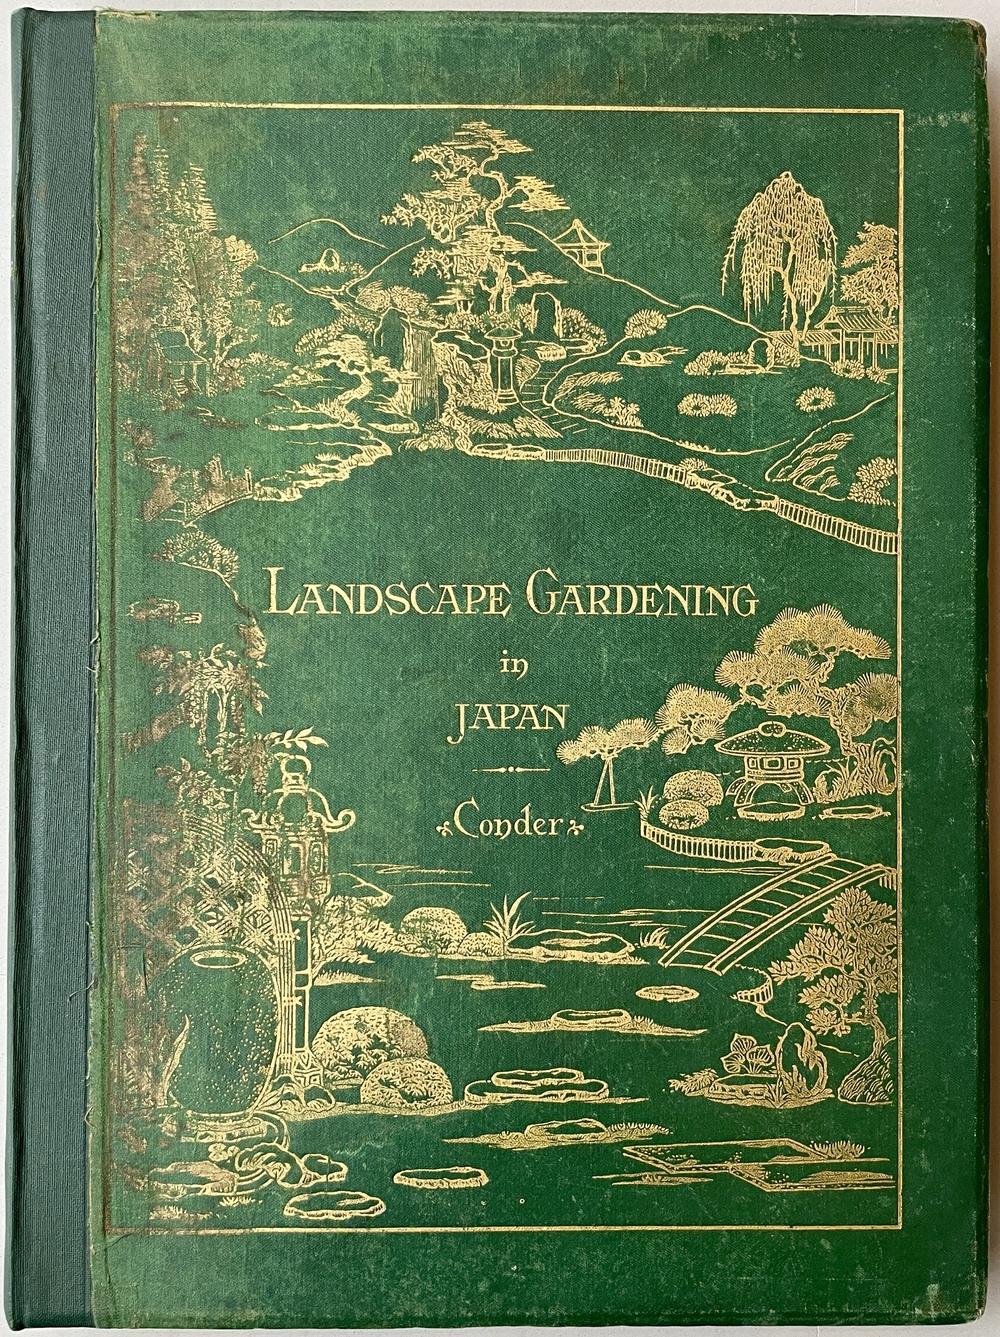 Landscape Gardening
in
Japan
Conder